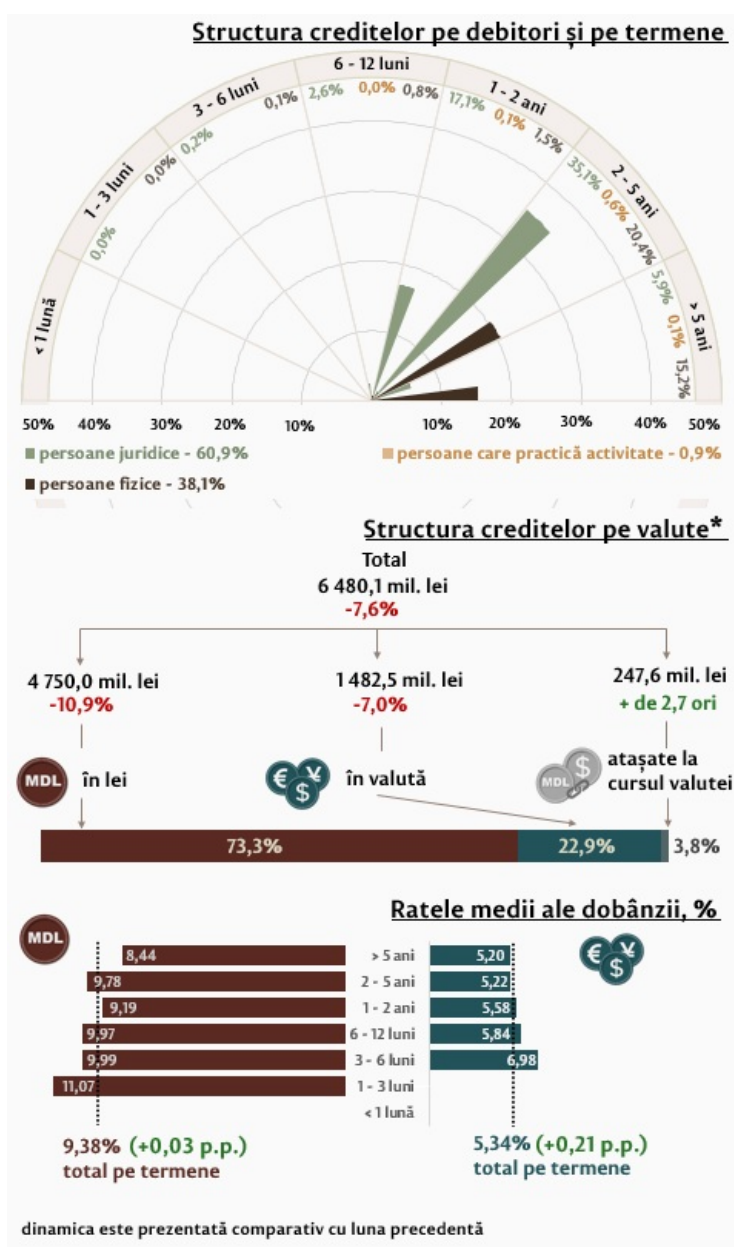 Structura creditelor pe debitori și pe termene
< 1 lună
1 - 3 luni
3 - 6 luni
6 - 12 luni
1 - 2 ani
2 - 5 ani
> 5 ani
0,0%
0,0%
0,2%
0,1%
2,6%
0,0%
0,8%
17,1%
0,1%
1,5%
35,1%
0,6%
20,4%
5,9%
0,1%
15,2%
50% 40% 30% 20% 10% 10% 20% 30% 40% 50%
persoane juridice - 60,9%
persoane care practică activitate - 0,9%
persoane fizice - 38,1%
Structura creditelor pe valute*
Total
6 480,1 mil. lei
-7,6%
4 750,0 mil. lei
-10,9%
1 482,5 mil. lei
-7,0%
247,6 mil. lei
+ de 2,7 ori
MDL
în lei
€ ¥ $
în valută
MDL $
atașate la
cursul valutei
73,3% 22,9% 3,8%
Ratele medii ale dobânzii, %
MDL
€ ¥ $
8,44 > 5 ani 5,20
9,78 2 - 5 ani 5,22
9,19 1 - 2 ani 5,58
9,97 6 - 12 luni 5,84
9,99 3 - 6 luni 6,98
11,07 1 - 3 luni
< 1 lună
9,38% (+0,03 p.p.)
total pe termene
5,34% (+0,21 p.p.)
total pe termene
dinamica este prezentată comparativ cu luna precedentă